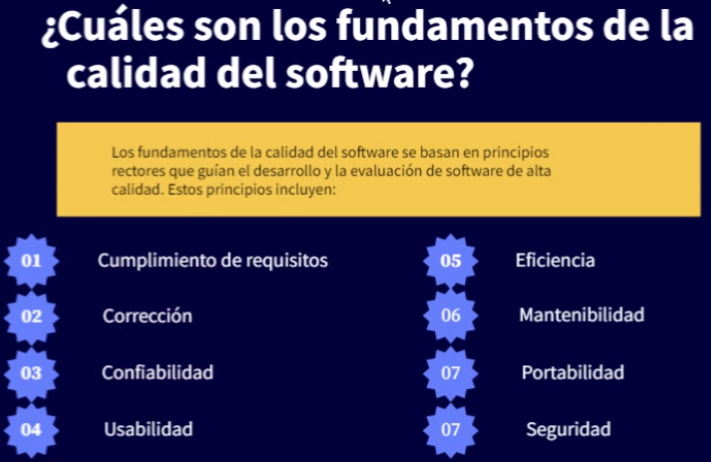 ¿Cuáles son los fundamentos de la
calidad del software?
Los fundamentos de la calidad del software se basan en principios
rectores que guían el desarrollo y la evaluación de software de alta
calidad. Estos principios incluyen:
01 Cumplimiento de requisitos
02 Corrección
03 Confiabilidad
04 Usabilidad
05 Eficiencia
06 Mantenibilidad
07 Portabilidad
07 Seguridad